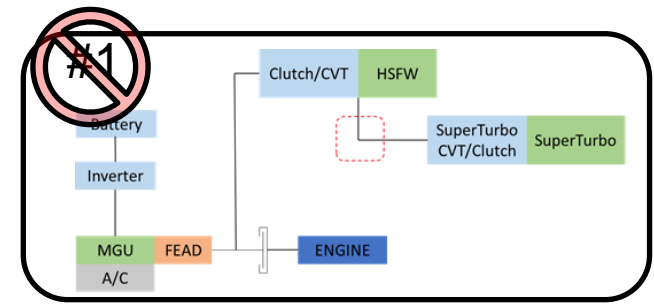 #1
Clutch/CVT
HSFW
Battery
SuperTurbo
CVT/Clutch
SuperTurbo
Inverter
MGU
FEAD
ENGINE
A/C